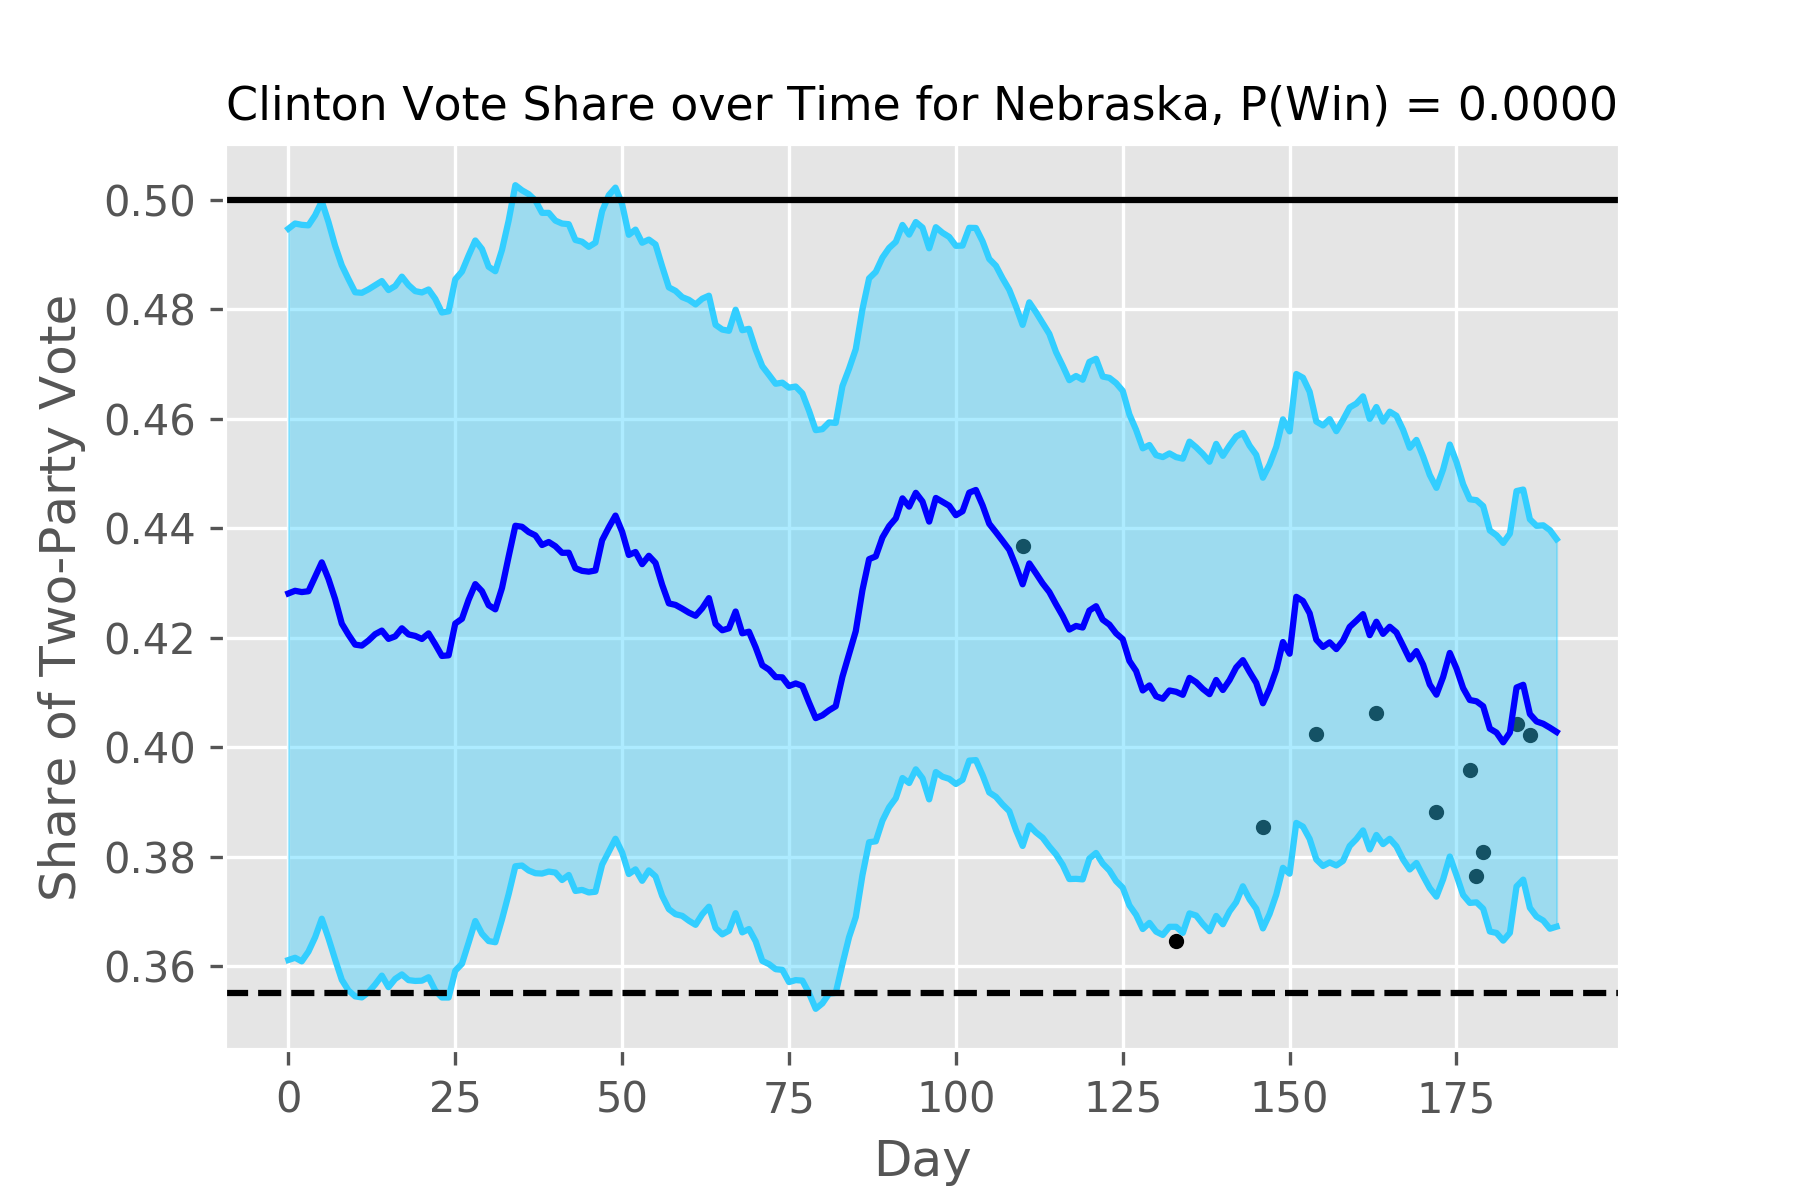 Clinton Vote Share over Time for Nebraska, P(Win) = 0.0000
Share of Two-Party Vote
0.50
0.48
0.46
0.44
0.42
0.40
0.38
0.36
0 25 50 75 100 125 150 175
Day